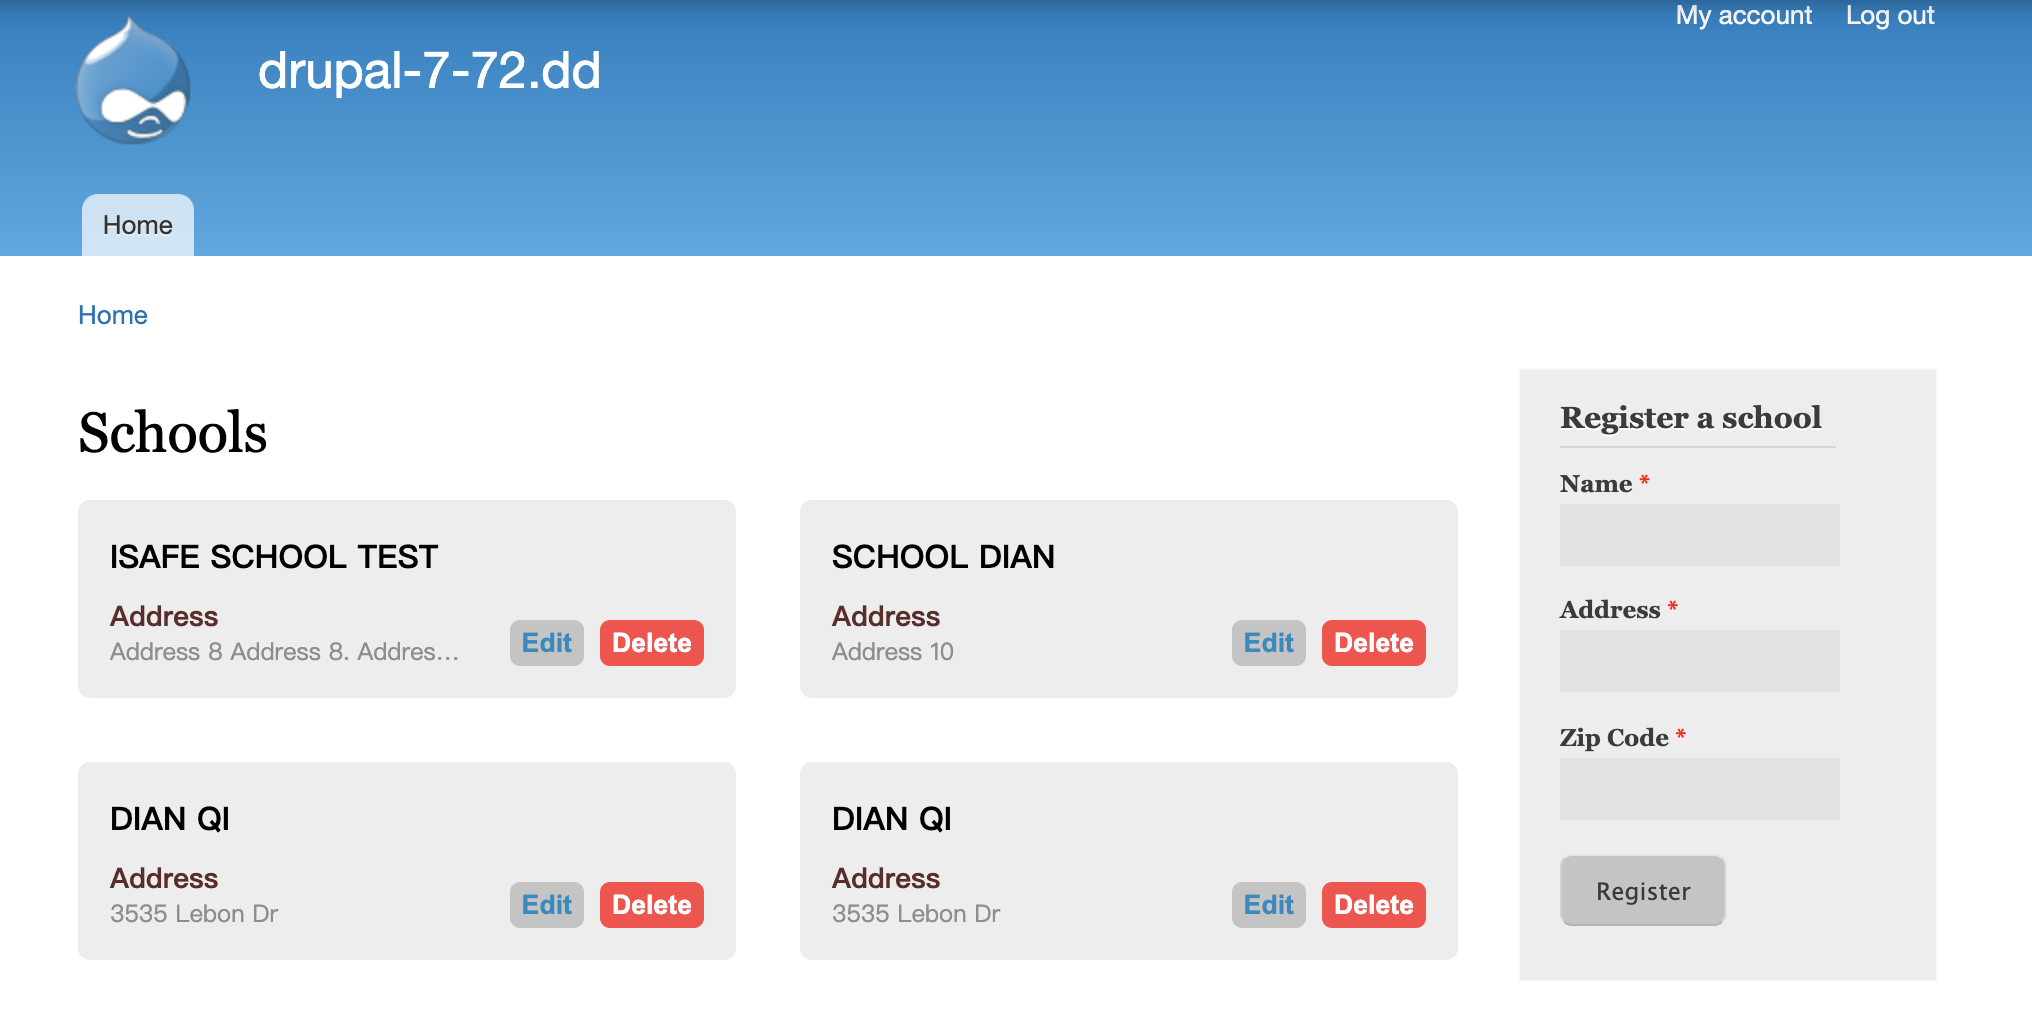 My account Log out
drupal-7-72.dd
Home
Home
Schools
ISAFE SCHOOL TEST
Address
Address 8 Address 8. Addres...
Edit Delete
SCHOOL DIAN
Address
Address 10
Edit Delete
DIAN QI
Address
3535 Lebon Dr
Edit Delete
DIAN QI
Address
3535 Lebon Dr
Edit Delete
Register a school
Name *
Address *
Zip Code *
Register